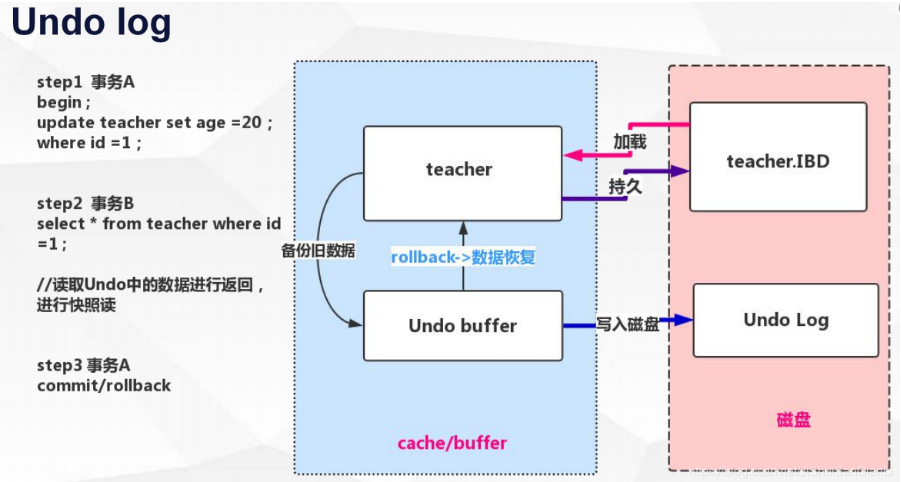 Undo log
step1 事务A
begin ;
update teacher set age =20 ;
where id =1 ;
step2 事务B
select * from teacher where id
=1 ;
//读取Undo中的数据进行返回，
进行快照读
step3 事务A
commit/rollback
teacher
备份旧数据
rollback->数据恢复
Undo buffer
cache/buffer
加载
持久
写入磁盘
teacher.IBD
Undo Log
磁盘